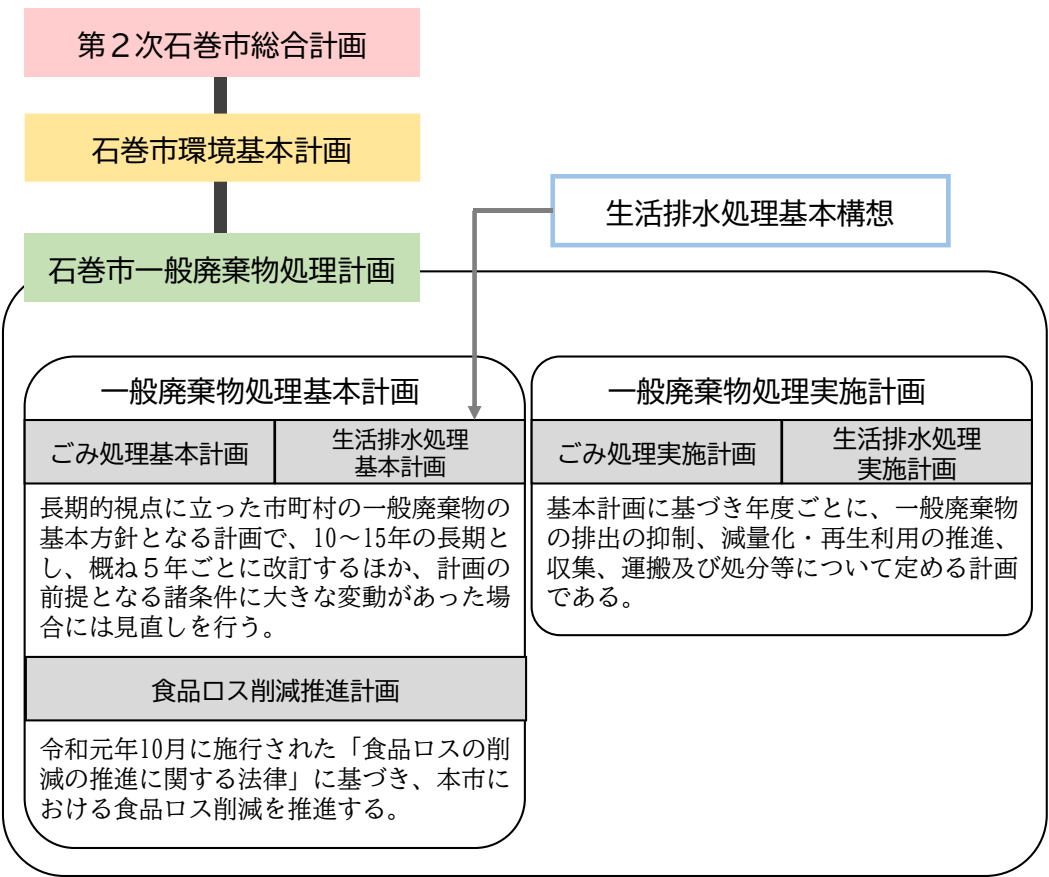 第２次石巻市総合計画
石巻市環境基本計画
生活排水処理基本構想
石巻市一般廃棄物処理計画
一般廃棄物処理基本計画
ごみ処理基本計画
生活排水処理
基本計画
長期的視点に立った市町村の一般廃棄物の
基本方針となる計画で、10～15年の長期と
し、概ね５年ごとに改訂するほか、計画の
前提となる諸条件に大きな変動があった場
合には見直しを行う。
食品ロス削減推進計画
令和元年10月に施行された「食品ロスの削
減の推進に関する法律」に基づき、本市に
おける食品ロス削減を推進する。
一般廃棄物処理実施計画
ごみ処理実施計画
生活排水処理
実施計画
基本計画に基づき年度ごとに、一般廃棄物
の排出の抑制、減量化・再生利用の推進、
収集、運搬及び処分等について定める計画
である。